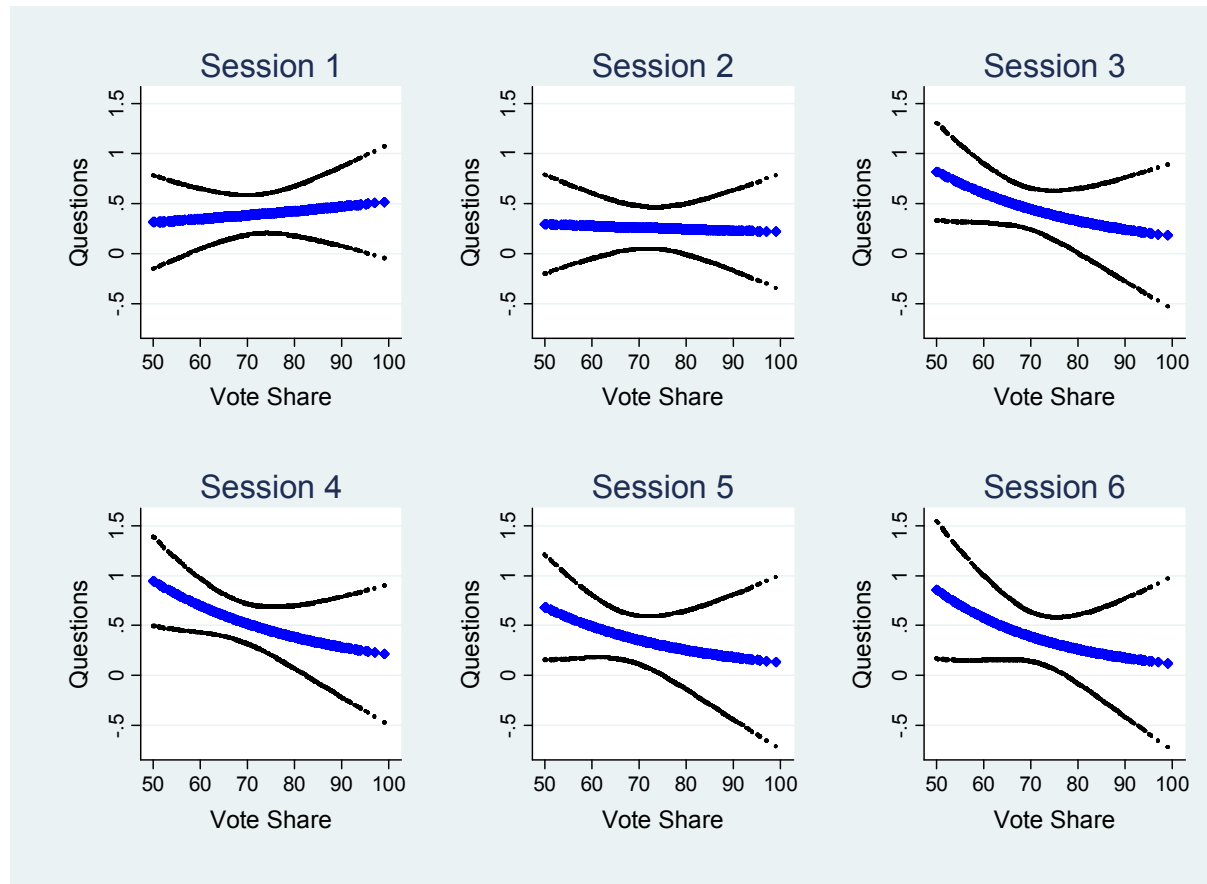 Session 1
Session 2
Session 3
Questions
-.5 0 .5 1 1.5
50 60 70 80 90 100
Vote Share
Questions
-.5 0 .5 1 1.5
50 60 70 80 90 100
Vote Share
Questions
-.5 0 .5 1 1.5
50 60 70 80 90 100
Vote Share
Session 4
Session 5
Session 6
Questions
-.5 0 .5 1 1.5
50 60 70 80 90 100
Vote Share
Questions
-.5 0 .5 1 1.5
50 60 70 80 90 100
Vote Share
Questions
-.5 0 .5 1 1.5
50 60 70 80 90 100
Vote Share